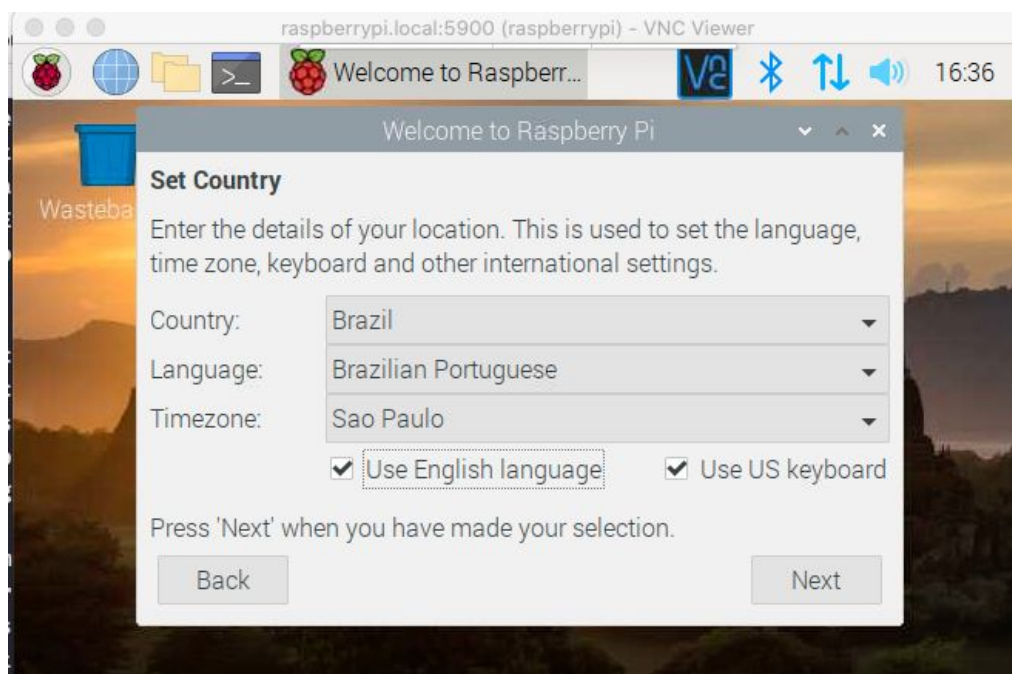 raspberrypi.local:5900 (raspberrypi) - VNC Viewer
>_ Welcome to Raspberr... 16:36
Welcome to Raspberry Pi
Wasteba
Set Country
Enter the details of your location. This is used to set the language,
time zone, keyboard and other international settings.
Country: Brazil
Language: Brazilian Portuguese
Timezone: Sao Paulo
Use English language Use US keyboard
Press 'Next' when you have made your selection.
Back Next